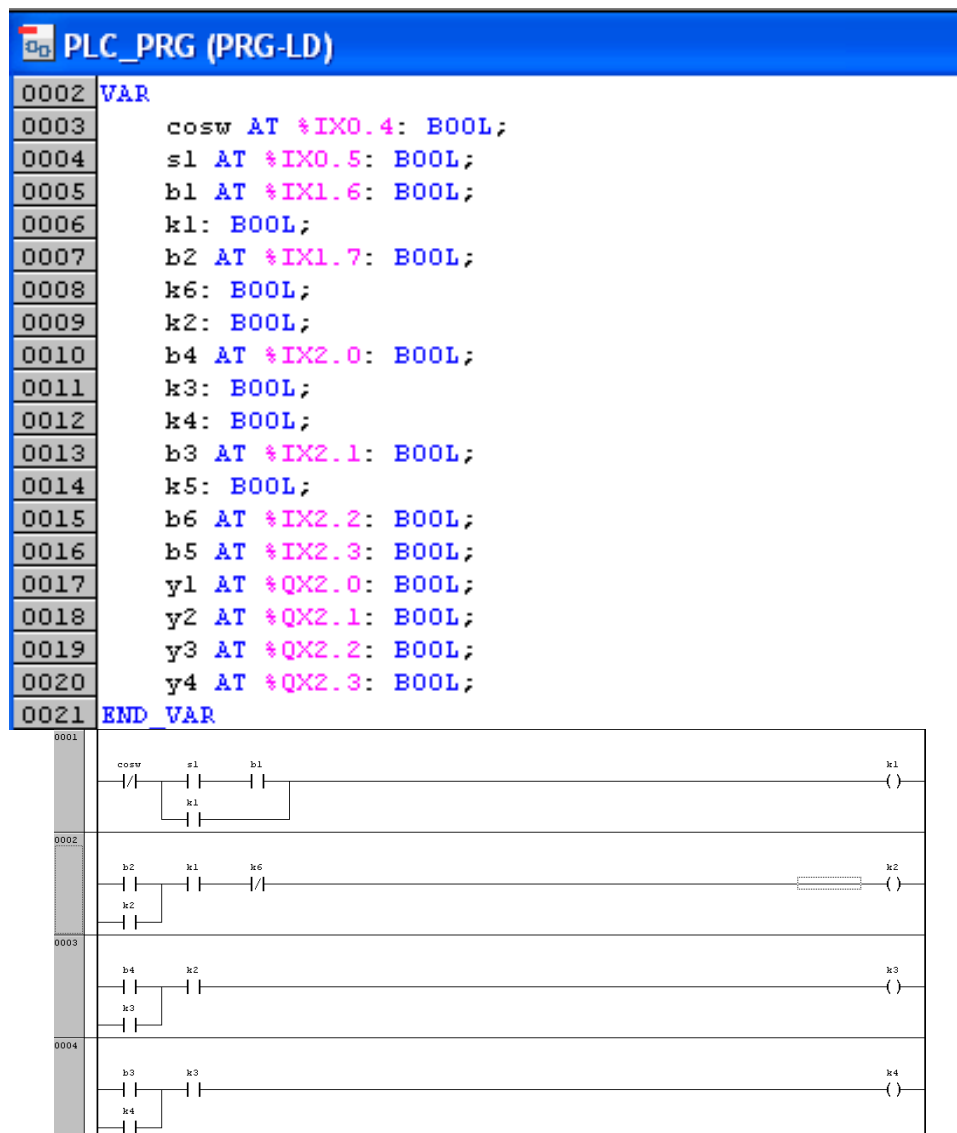 PLC_PRG (PRG-LD)
0002 VAR
0003 cosw AT %IX0.4: BOOL;
0004 s1 AT %IX0.5: BOOL;
0005 b1 AT %IX1.6: BOOL;
0006 k1: BOOL;
0007 b2 AT %IX1.7: BOOL;
0008 k6: BOOL;
0009 k2: BOOL;
0010 b4 AT %IX2.0: BOOL;
0011 k3: BOOL;
0012 k4: BOOL;
0013 b3 AT %IX2.1: BOOL;
0014 k5: BOOL;
0015 b6 AT %IX2.2: BOOL;
0016 b5 AT %IX2.3: BOOL;
0017 y1 AT %QX2.0: BOOL;
0018 y2 AT %QX2.1: BOOL;
0019 y3 AT %QX2.2: BOOL;
0020 y4 AT %QX2.3: BOOL;
0021 END_VAR
0001
cosw s1 b1 k1
k1
0002
b2 k1 k6 k2
k2
0003
b4 k2 k3
k3
0004
b3 k3 k4
k4